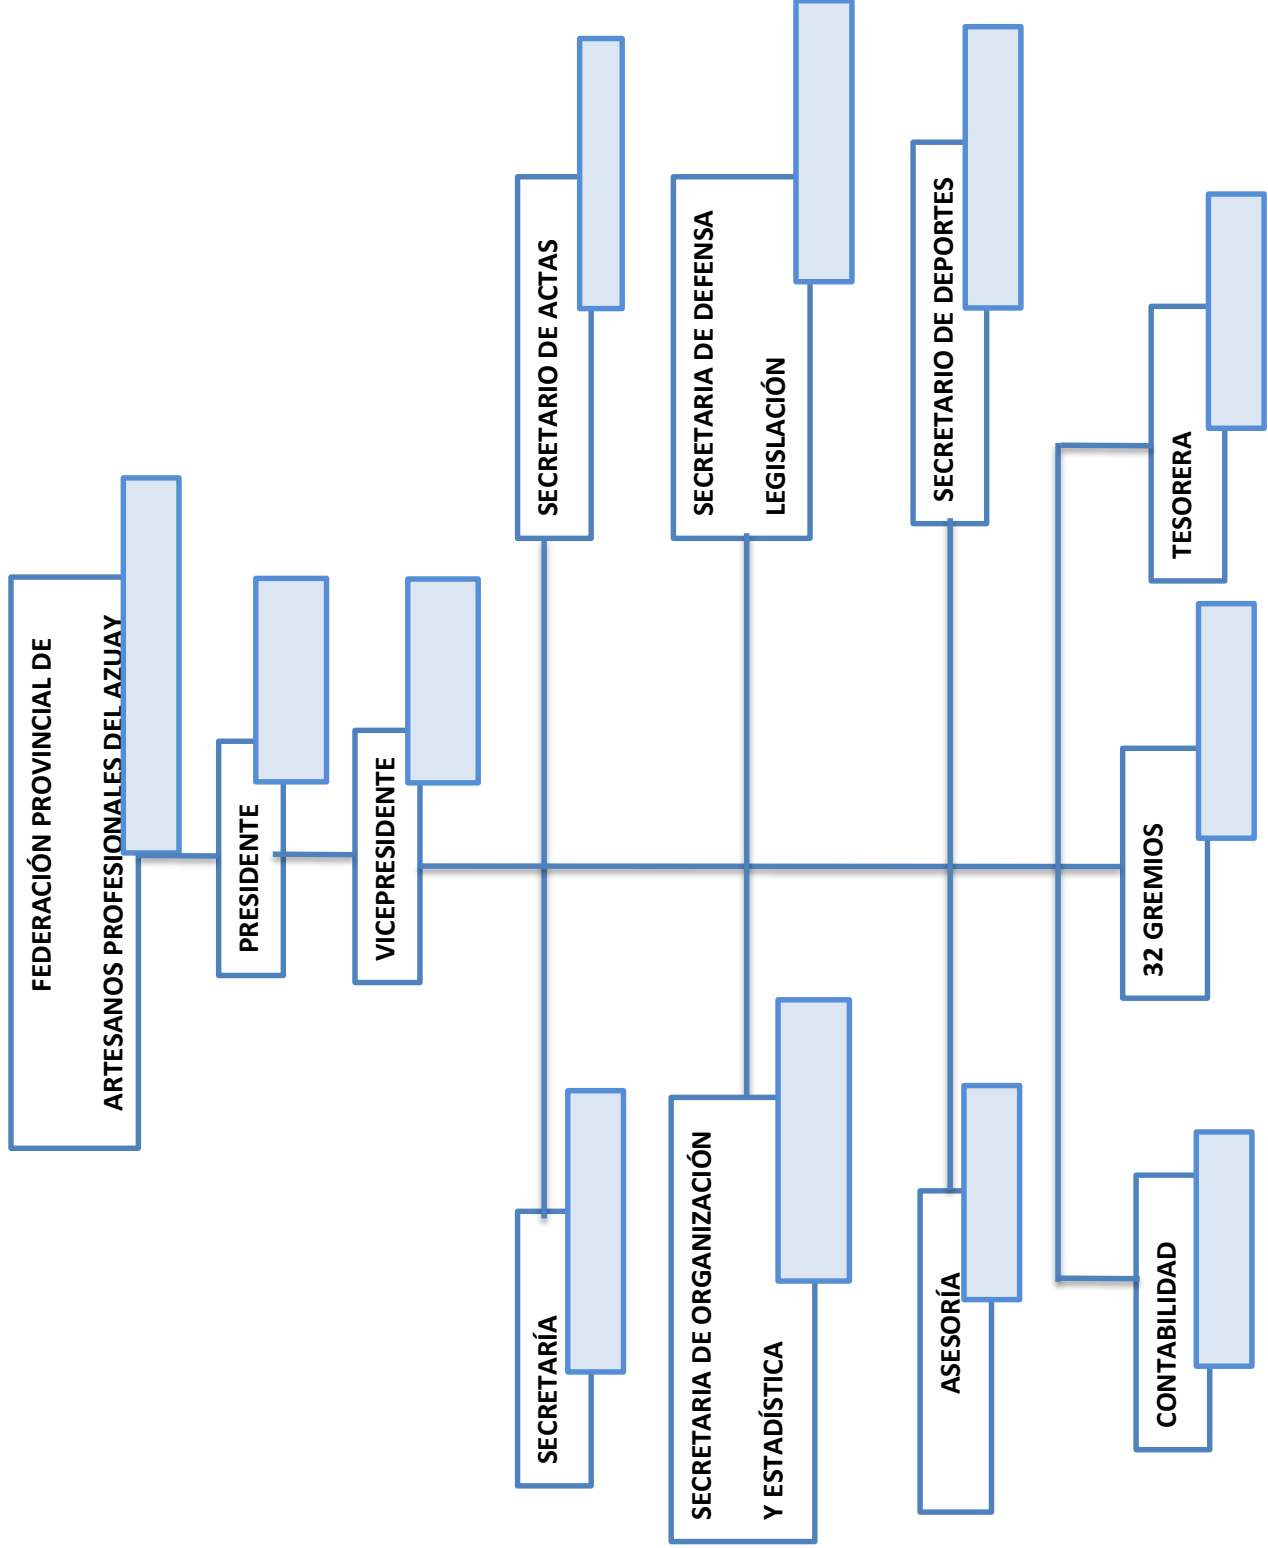 FEDERACIÓN PROVINCIAL DE
ARTESANOS PROFESIONALES DEL AZUAY
PRESIDENTE
VICEPRESIDENTE
SECRETARÍA
SECRETARIO DE ACTAS
SECRETARIA DE ORGANIZACIÓN
Y ESTADÍSTICA
SECRETARIA DE DEFENSA
LEGISLACIÓN
ASESORÍA
SECRETARIO DE DEPORTES
CONTABILIDAD
32 GREMIOS
TESORERA